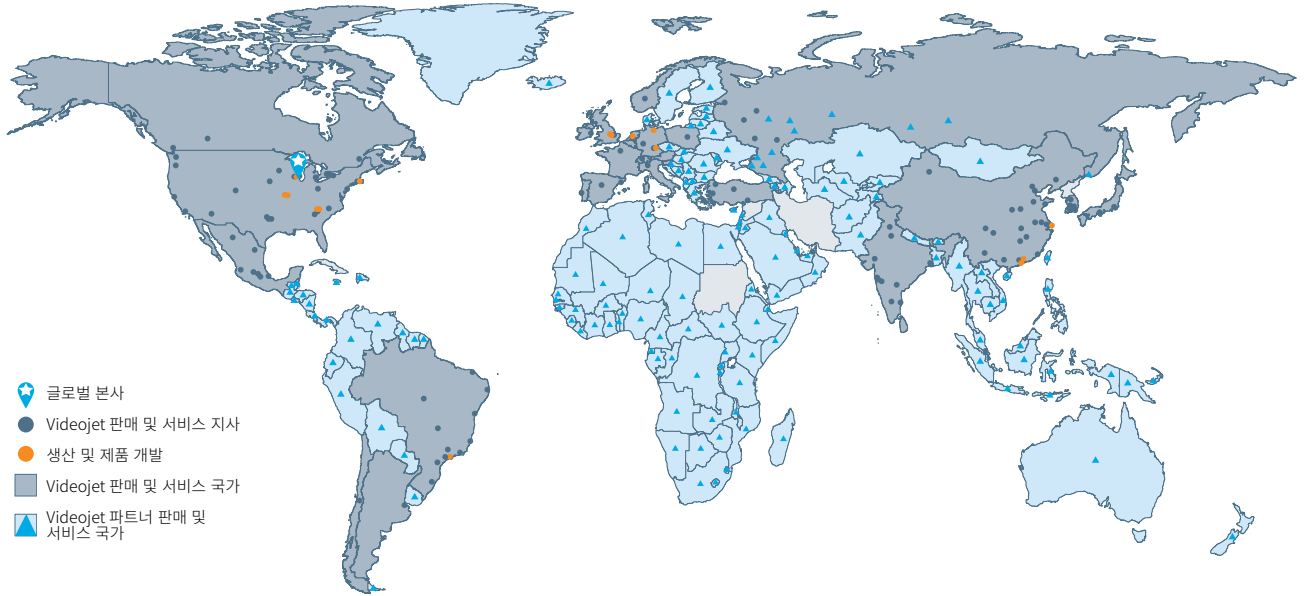 글로벌 본사
Videojet 판매 및 서비스 지사
생산 및 제품 개발
Videojet 판매 및 서비스 국가
Videojet 파트너 판매 및
서비스 국가